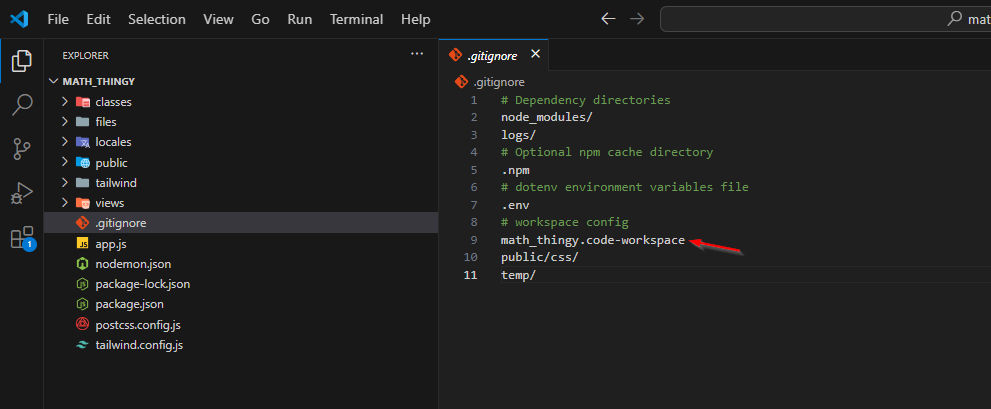 File Edit Selection View Go Run Terminal Help
mat
EXPLORER
MATH_THINGY
classes
files
locales
public
tailwind
views
.gitignore
app.js
nodemon.json
package-lock.json
package.json
postcss.config.js
tailwind.config.js
1
.gitignore
.gitignore
1 # Dependency directories
2 node_modules/
3 logs/
4 # Optional npm cache directory
5 .npm
6 # dotenv environment variables file
7 .env
8 # workspace config
9 math_thingy.code-workspace
10 public/css/
11 temp/